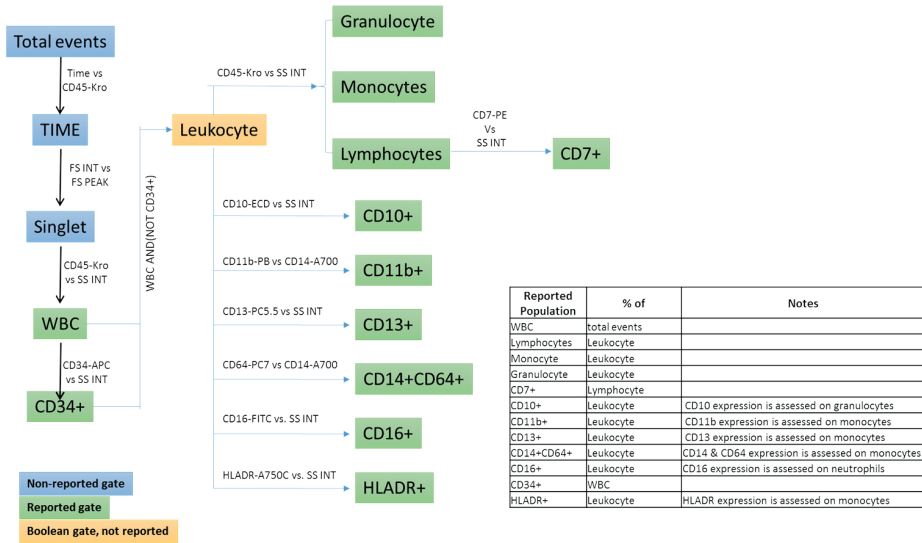 Total events
Time vs
CD45-Kro
TIME
FS INT vs
FS PEAK
Singlet
CD45-Kro
vs SS INT
WBC
CD34-APC
vs SS INT
CD34+
WBC AND(NOT CD34+)
Leukocyte
CD45-Kro vs SS INT
Granulocyte
Monocytes
Lymphocytes
CD7-PE
Vs
SS INT
CD7+
CD10-ECD vs SS INT
CD10+
CD11b-PB vs CD14-A700
CD11b+
CD13-PC5.5 vs SS INT
CD13+
CD64-PC7 vs CD14-A700
CD14+CD64+
CD16-FITC vs. SS INT
CD16+
HLADR-A750C vs. SS INT
HLADR+
Non-reported gate
Reported gate
Boolean gate, not reported
Reported Population % of Notes
WBC total events
Lymphocytes Leukocyte
Monocyte Leukocyte
Granulocyte Leukocyte
CD7+ Lymphocyte
CD10+ Leukocyte CD10 expression is assessed on granulocytes
CD11b+ Leukocyte CD11b expression is assessed on monocytes
CD13+ Leukocyte CD13 expression is assessed on monocytes
CD14+CD64+ Leukocyte CD14 & CD64 expression is assessed on monocytes
CD16+ Leukocyte CD16 expression is assessed on neutrophils
CD34+ WBC
HLADR+ Leukocyte HLADR expression is assessed on monocytes